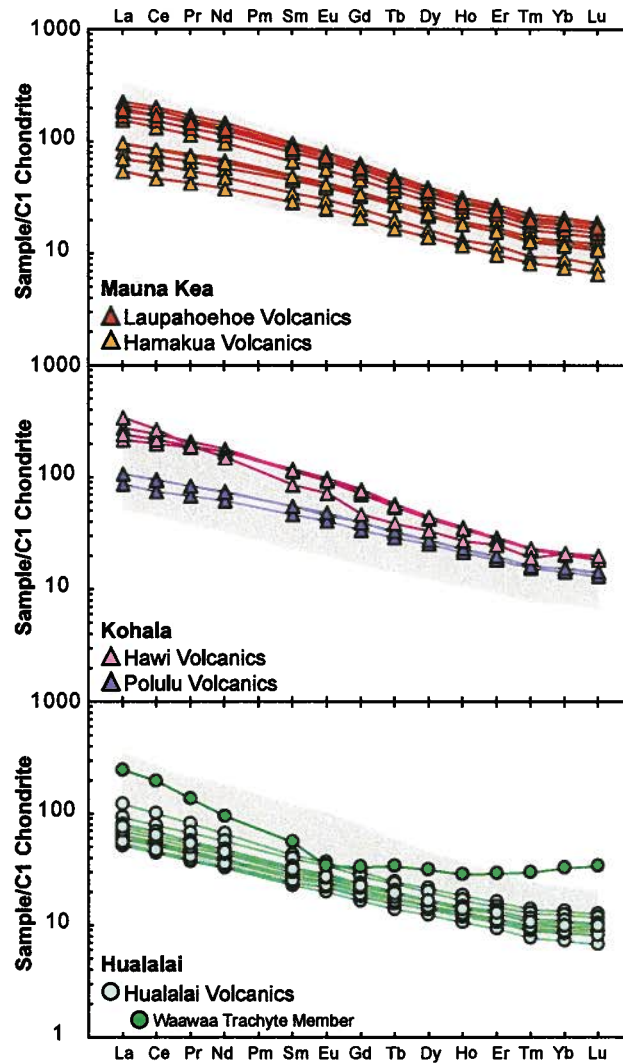 La Ce Pr Nd Pm Sm Eu Gd Tb Dy Ho Er Tm Yb Lu
1000
100
10
Sample/C1 Chondrite
Mauna Kea
Laupahoehoe Volcanics
Hamakua Volcanics
1000
100
10
Sample/C1 Chondrite
Kohala
Hawi Volcanics
Polulu Volcanics
1000
100
10
1
Sample/C1 Chondrite
Hualalai
Hualalai Volcanics
Waawaa Trachyte Member
La Ce Pr Nd Pm Sm Eu Gd Tb Dy Ho Er Tm Yb Lu